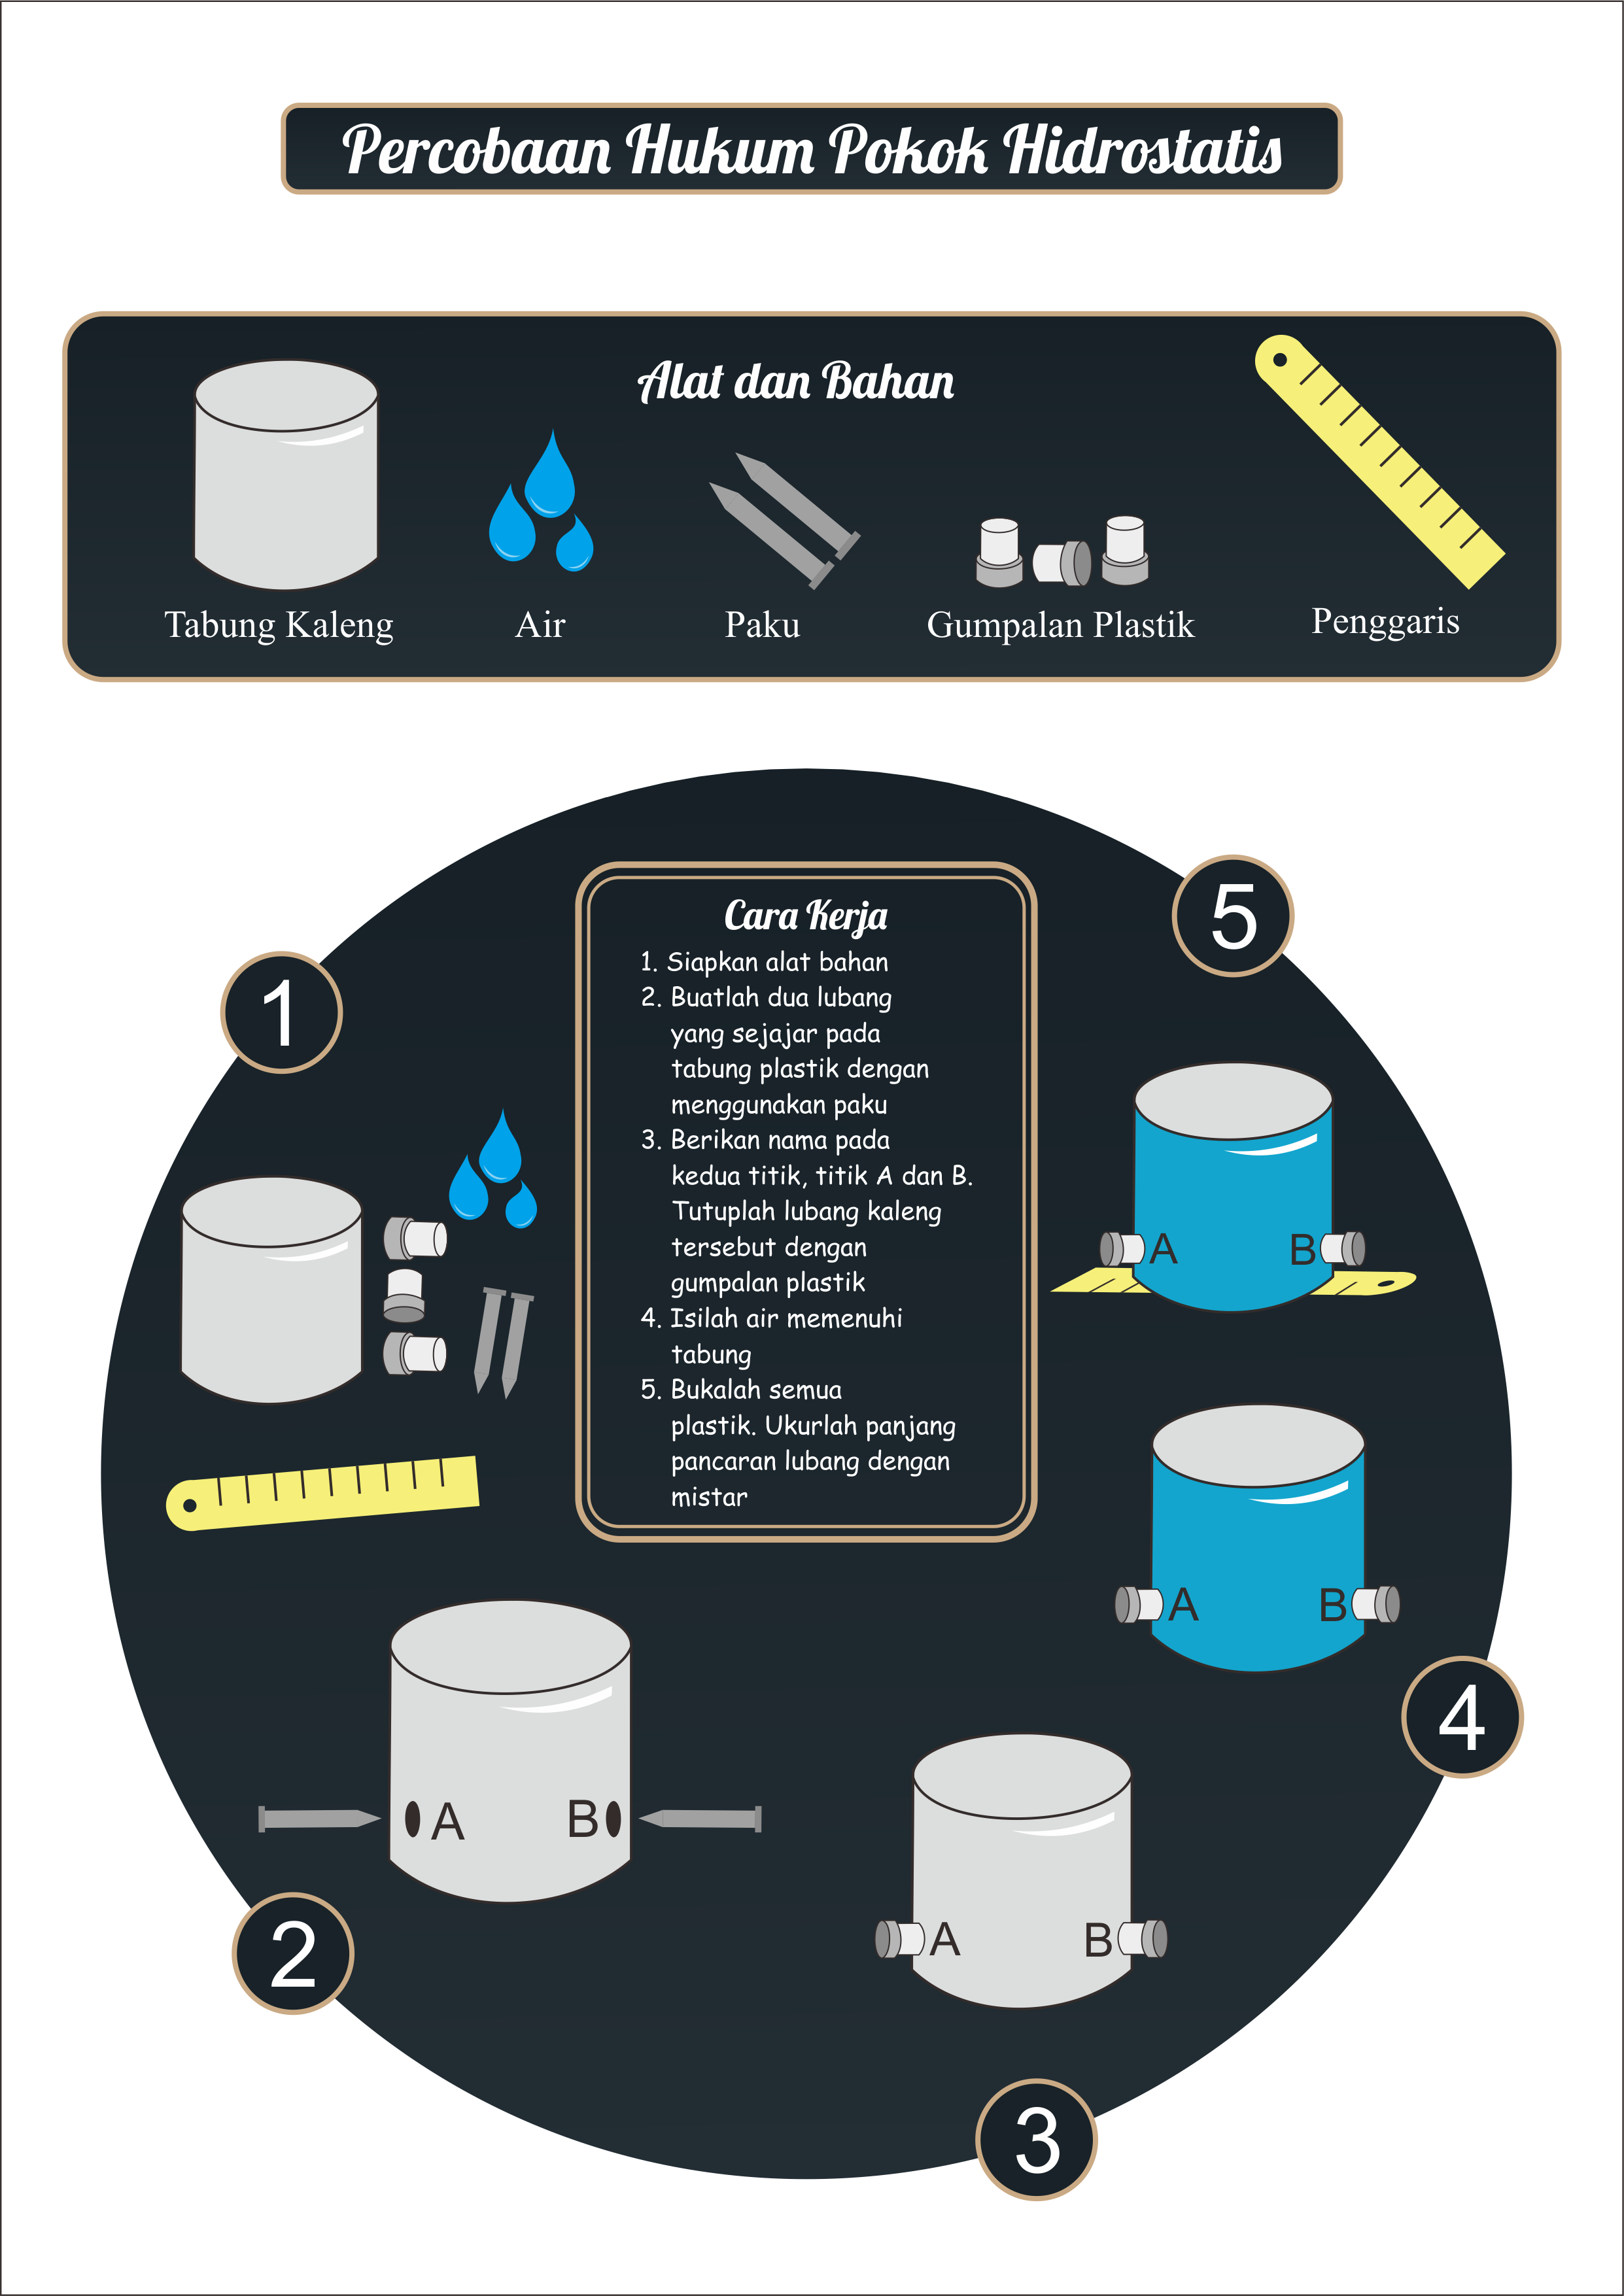 Percobaan Hukum Pokok Hidrostatis
Alat dan Bahan
Tabung Kaleng
Air
Paku
Gumpalan Plastik
Penggaris
Cara Kerja
1. Siapkan alat bahan
2. Buatlah dua lubang
yang sejajar pada
tabung plastik dengan
menggunakan paku
3. Berikan nama pada
kedua titik, titik A dan B.
Tutuplah lubang kaleng
tersebut dengan
gumpalan plastik
4. Isilah air memenuhi
tabung
5. Bukalah semua
plastik. Ukurlah panjang
pancaran lubang dengan
mistar
1
2
A B
3
A B
4
A B
5
A B